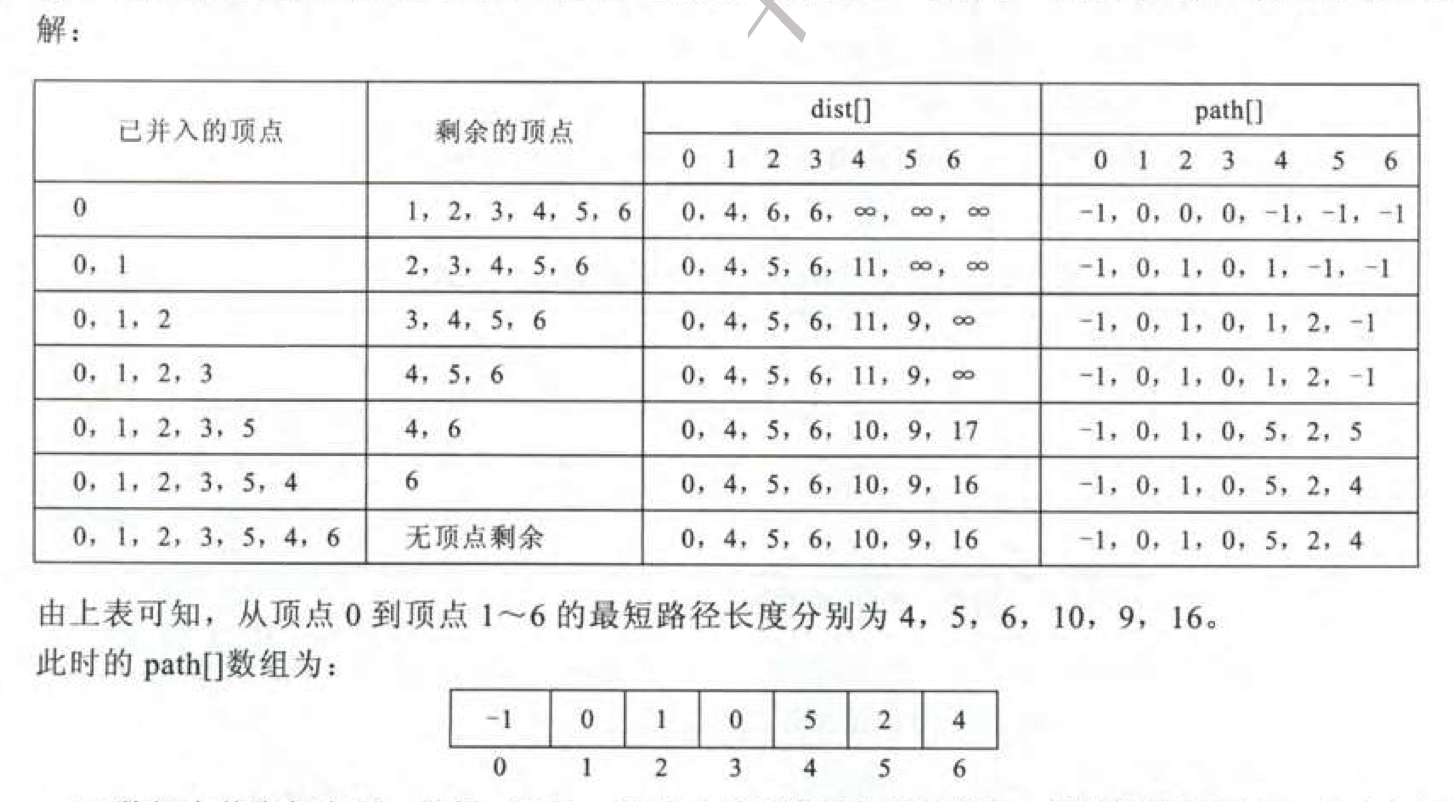 解：
已并入的顶点 剩余的顶点 dist[] path[]
0 1 2 3 4 5 6 0 1 2 3 4 5 6
0 1，2，3，4，5，6 0，4，6，6，∞，∞，∞ -1，0，0，0，-1，-1，-1
0，1 2，3，4，5，6 0，4，5，6，11，∞，∞ -1，0，1，0，1，-1，-1
0，1，2 3，4，5，6 0，4，5，6，11，9，∞ -1，0，1，0，1，2，-1
0，1，2，3 4，5，6 0，4，5，6，11，9，∞ -1，0，1，0，1，2，-1
0，1，2，3，5 4，6 0，4，5，6，10，9，17 -1，0，1，0，5，2，5
0，1，2，3，5，4 6 0，4，5，6，10，9，16 -1，0，1，0，5，2，4
0，1，2，3，5，4，6 无顶点剩余 0，4，5，6，10，9，16 -1，0，1，0，5，2，4
由上表可知，从顶点 0 到顶点 1～6 的最短路径长度分别为 4，5，6，10，9，16。
此时的 path[]数组为：
-1 0 1 0 5 2 4
0 1 2 3 4 5 6